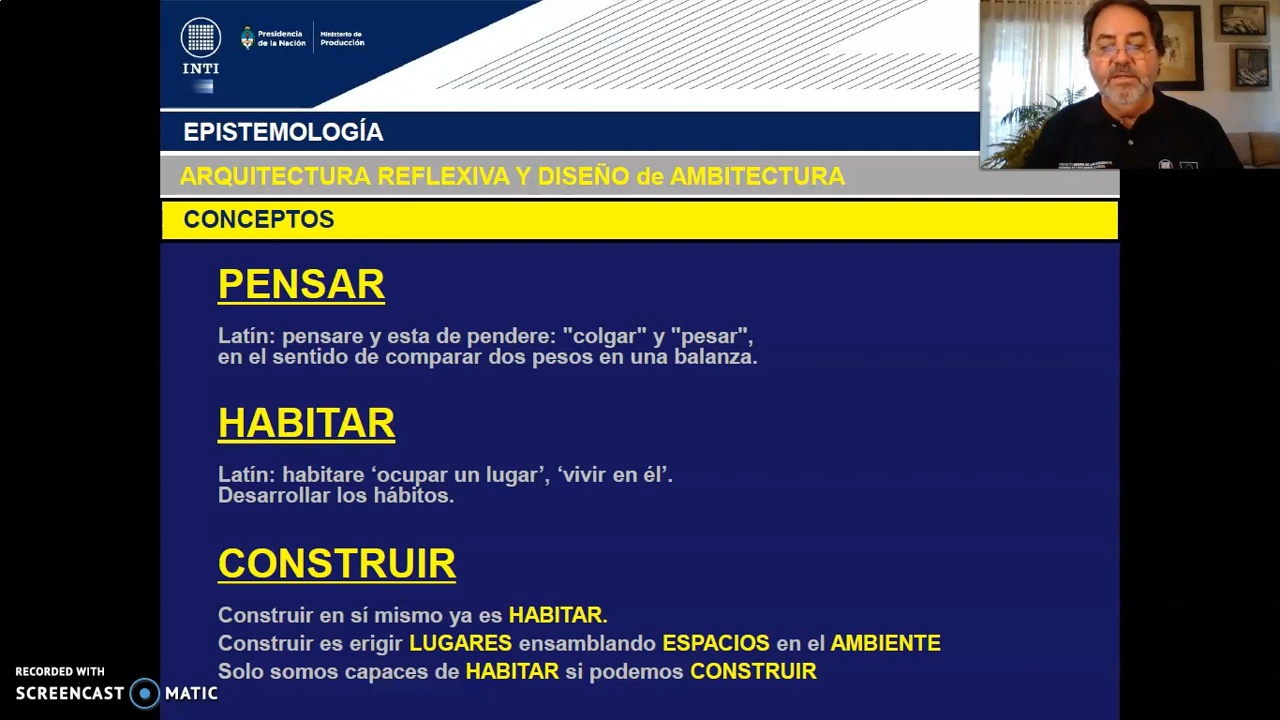 INTI
Presidencia
de la Nación
Ministerio de
Producción
EPISTEMOLOGÍA
ARQUITECTURA REFLEXIVA Y DISEÑO de AMBITECTURA
CONCEPTOS
PENSAR
Latín: pensare y esta de pendere: "colgar" y "pesar",
en el sentido de comparar dos pesos en una balanza.
HABITAR
Latín: habitare ‘ocupar un lugar’, ‘vivir en él’.
Desarrollar los hábitos.
CONSTRUIR
Construir en sí mismo ya es HABITAR.
Construir es erigir LUGARES ensamblando ESPACIOS en el AMBIENTE
Solo somos capaces de HABITAR si podemos CONSTRUIR
RECORDED WITH
SCREENCAST MATIC